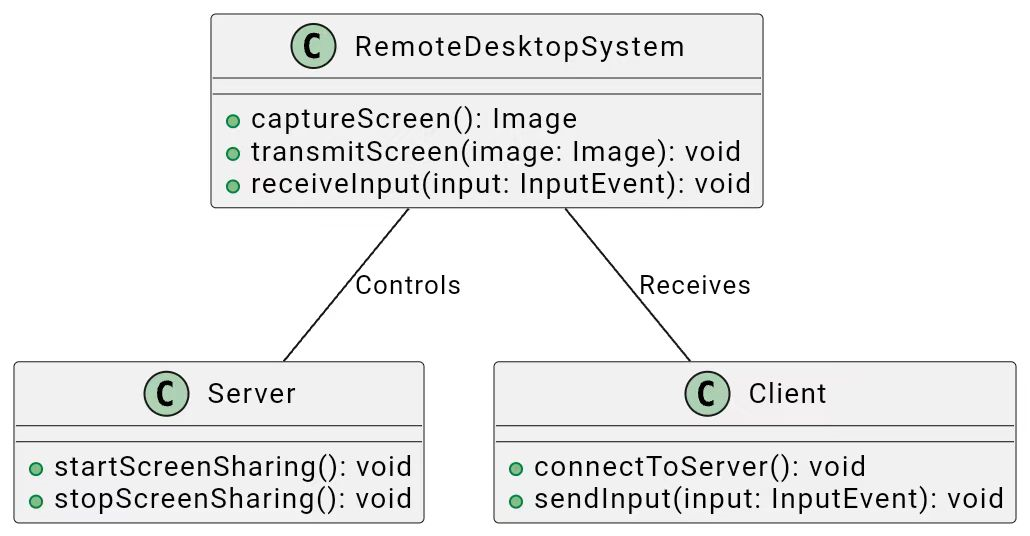 C RemoteDesktopSystem
captureScreen(): Image
transmitScreen(image: Image): void
receiveInput(input: InputEvent): void
Controls
Receives
C Server
startScreenSharing(): void
stopScreenSharing(): void
C Client
connectToServer(): void
sendInput(input: InputEvent): void